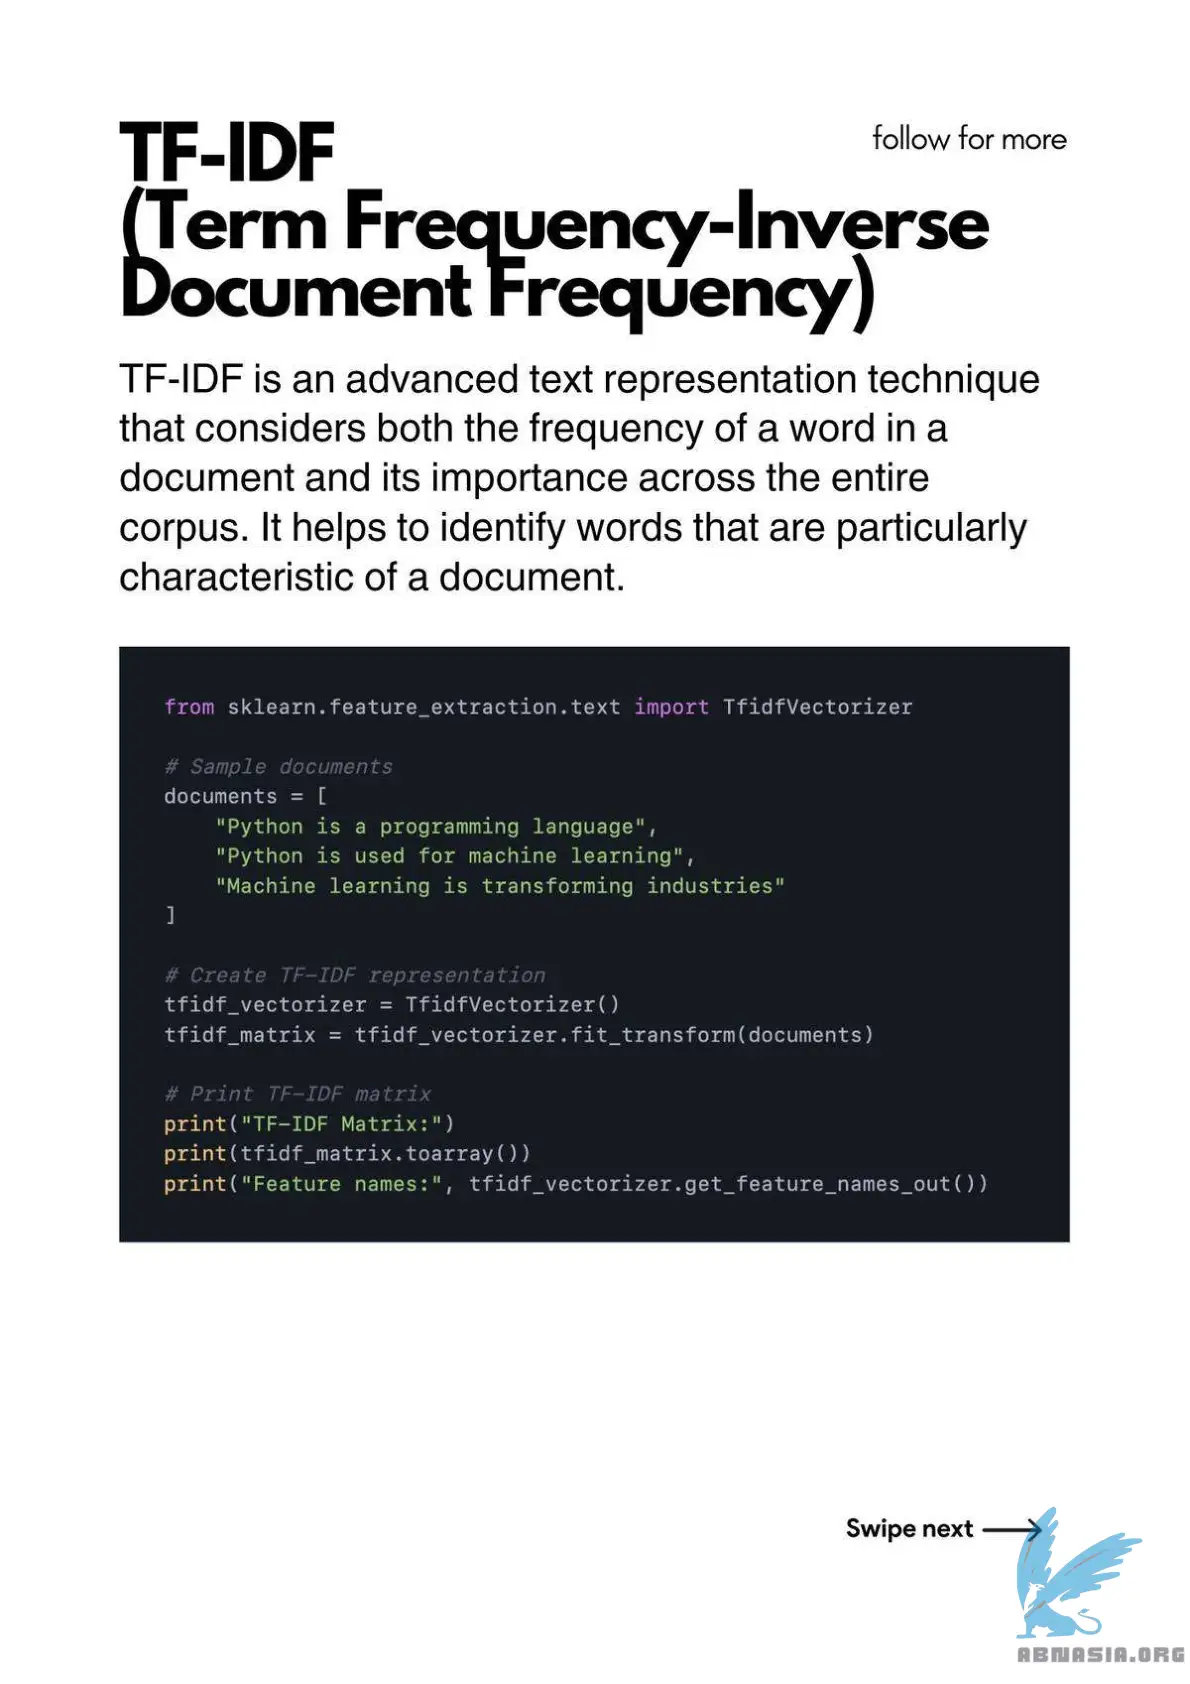 TF-IDF
follow for more
(Term Frequency-Inverse
Document Frequency)
TF-IDF is an advanced text representation technique
that considers both the frequency of a word in a
document and its importance across the entire
corpus. It helps to identify words that are particularly
characteristic of a document.
from sklearn.feature_extraction.text import TfidfVectorizer
# Sample documents
documents = [
    "Python is a programming language",
    "Python is used for machine learning",
    "Machine learning is transforming industries"
]
# Create TF-IDF representation
tfidf_vectorizer = TfidfVectorizer()
tfidf_matrix = tfidf_vectorizer.fit_transform(documents)
# Print TF-IDF matrix
print("TF-IDF Matrix:")
print(tfidf_matrix.toarray())
print("Feature names:", tfidf_vectorizer.get_feature_names_out())
Swipe next
ABNASIA.ORG